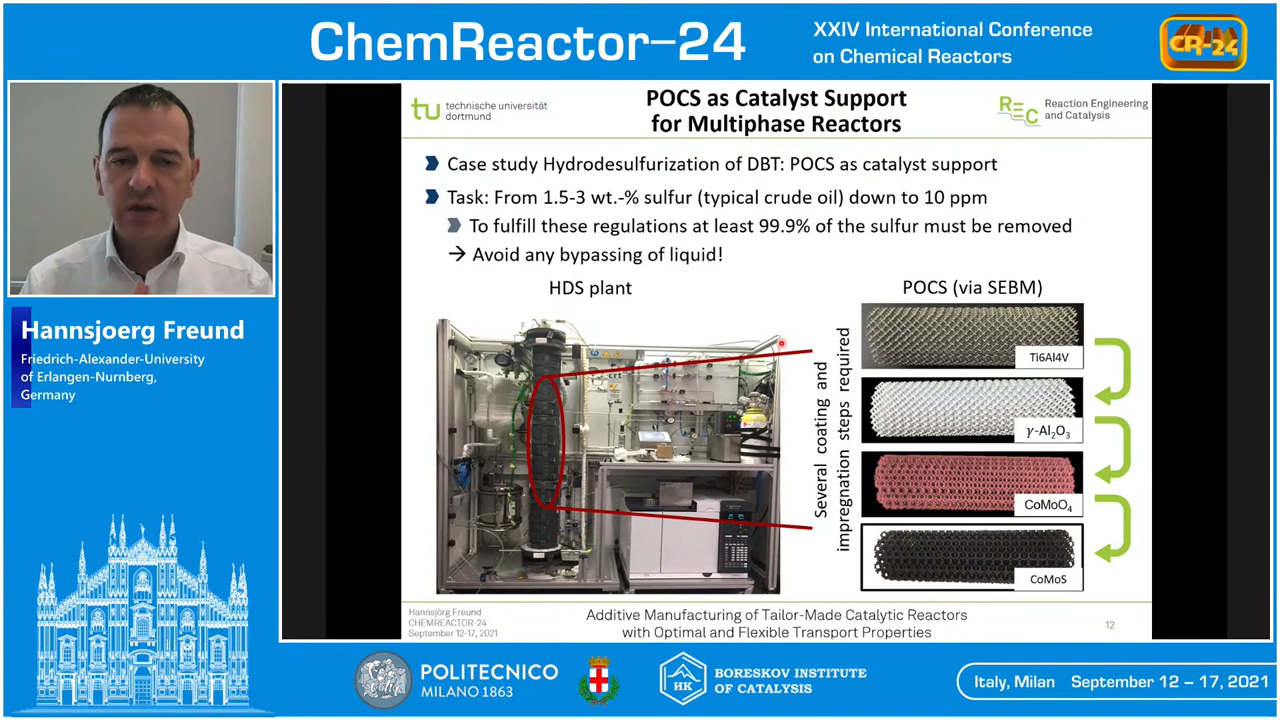 ChemReactor–24
XXIV International Conference
on Chemical Reactors
CR-24
Hannsjoerg Freund
Friedrich-Alexander-University
of Erlangen-Nurnberg,
Germany
tu technische universität
dortmund
POCS as Catalyst Support
for Multiphase Reactors
REC Reaction Engineering
and Catalysis
Case study Hydrodesulfurization of DBT: POCS as catalyst support
Task: From 1.5-3 wt.-% sulfur (typical crude oil) down to 10 ppm
To fulfill these regulations at least 99.9% of the sulfur must be removed
→ Avoid any bypassing of liquid!
HDS plant
POCS (via SEBM)
Several coating and
impregnation steps required
Ti6Al4V
γ-Al₂O₃
CoMoO₄
CoMoS
Hannsjörg Freund
CHEMREACTOR-24
September 12-17, 2021
Additive Manufacturing of Tailor-Made Catalytic Reactors
with Optimal and Flexible Transport Properties
12
POLITECNICO
MILANO 1863
НК
BORESKOV INSTITUTE
OF CATALYSIS
Italy, Milan September 12 – 17, 2021